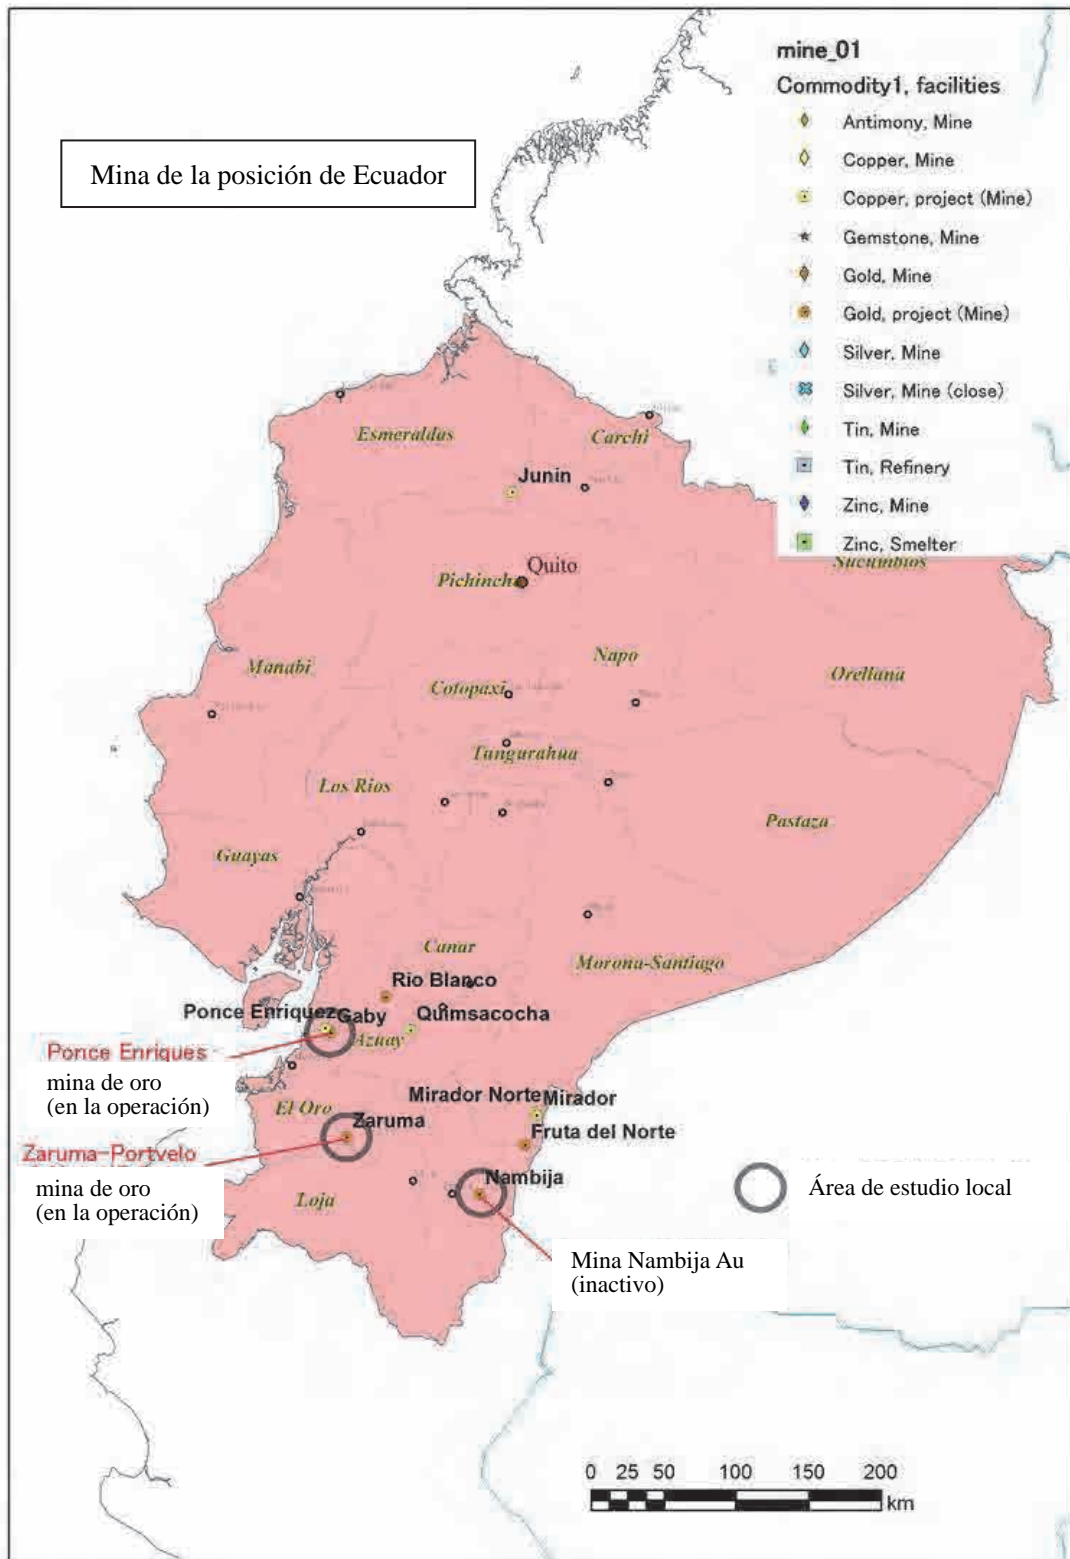 mine_01
Commodity1, facilities
Antimony, Mine
Copper, Mine
Copper, project (Mine)
Gemstone, Mine
Gold, Mine
Gold, project (Mine)
Silver, Mine
Silver, Mine (close)
Tin, Mine
Tin, Refinery
Zinc, Mine
Zinc, Smelter
Mina de la posición de Ecuador
Esmeraldas
Carchi
Junin
Sucumbios
Quito
Pichincha
Manabi
Napo
Orellana
Cotopaxi
Tungurahua
Los Rios
Pastaza
Guayas
Canar
Morona-Santiago
Rio Blanco
Ponce Enriquez
Gaby
Quimsacocha
Azuay
Ponce Enriques
mina de oro
(en la operación)
Mirador Norte
Mirador
El Oro
Zaruma
Fruta del Norte
Zaruma-Portvelo
mina de oro
(en la operación)
Nambija
Loja
Área de estudio local
Mina Nambija Au
(inactivo)
0 25 50 100 150 200
km